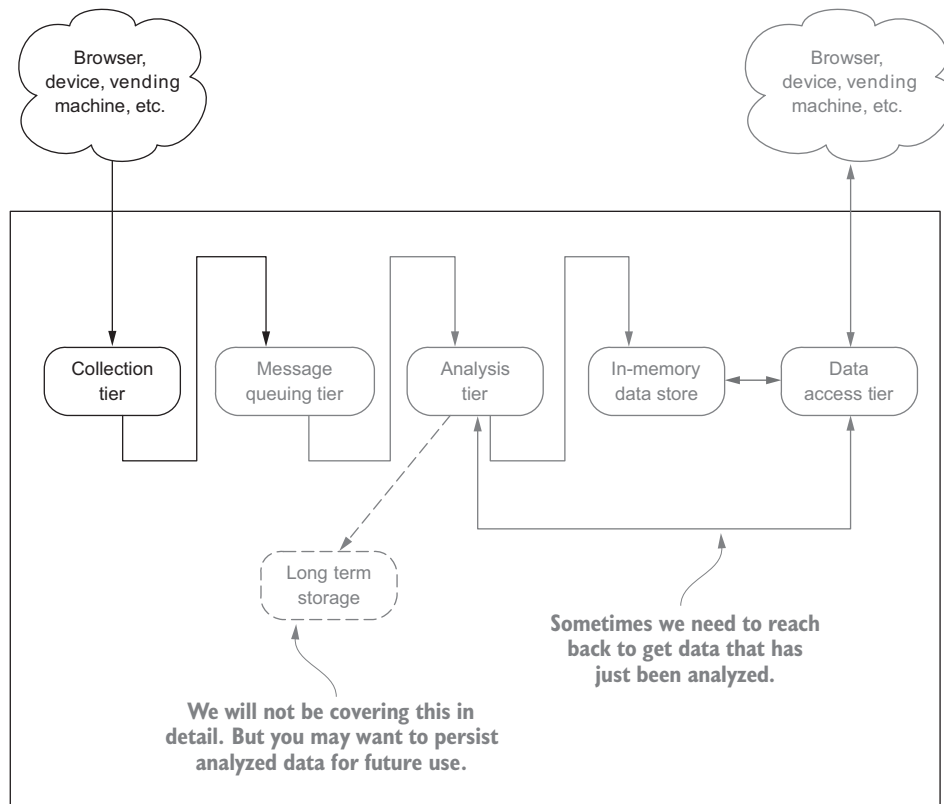 Browser,
device, vending
machine, etc.
Browser,
device, vending
machine, etc.
Collection
tier
Message
queuing tier
Analysis
tier
In-memory
data store
Data
access tier
Long term
storage
Sometimes we need to reach
back to get data that has
just been analyzed.
We will not be covering this in
detail. But you may want to persist
analyzed data for future use.